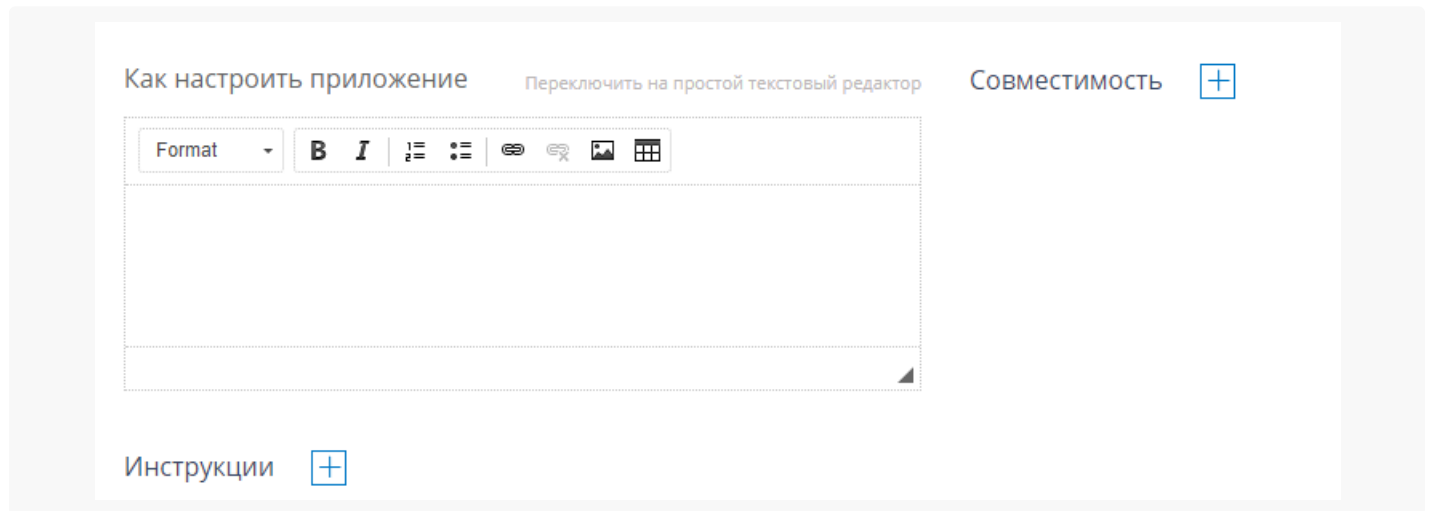 Как настроить приложение
Переключить на простой текстовый редактор
Совместимость
Format
B I
Инструкции